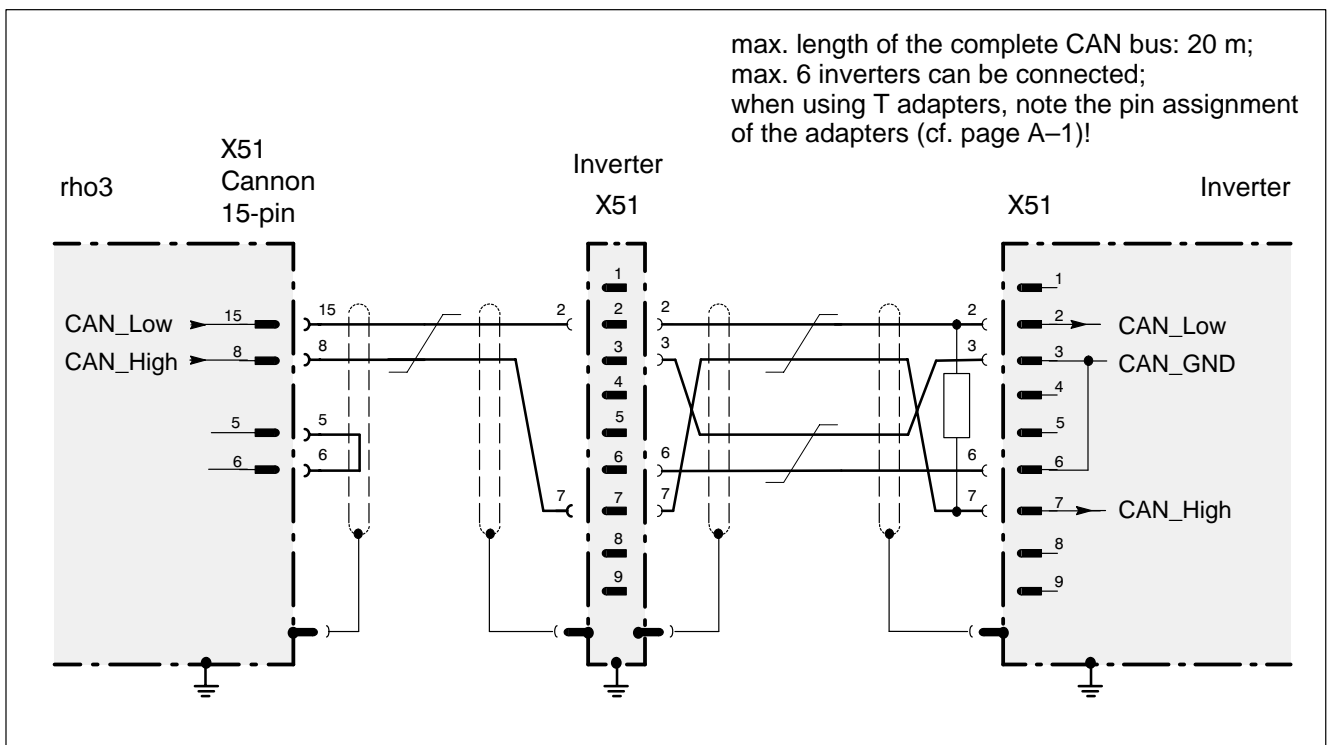 max. length of the complete CAN bus: 20 m;
max. 6 inverters can be connected;
when using T adapters, note the pin assignment
of the adapters (cf. page A–1)!
rho3
X51
Cannon
15-pin
Inverter
X51
X51
Inverter
CAN_Low
15
15
CAN_High
8
8
5
5
6
6
2
7
1
2
3
4
5
6
7
8
9
2
3
6
7
2
3
6
7
1
2
CAN_Low
3
CAN_GND
4
5
6
7
CAN_High
8
9